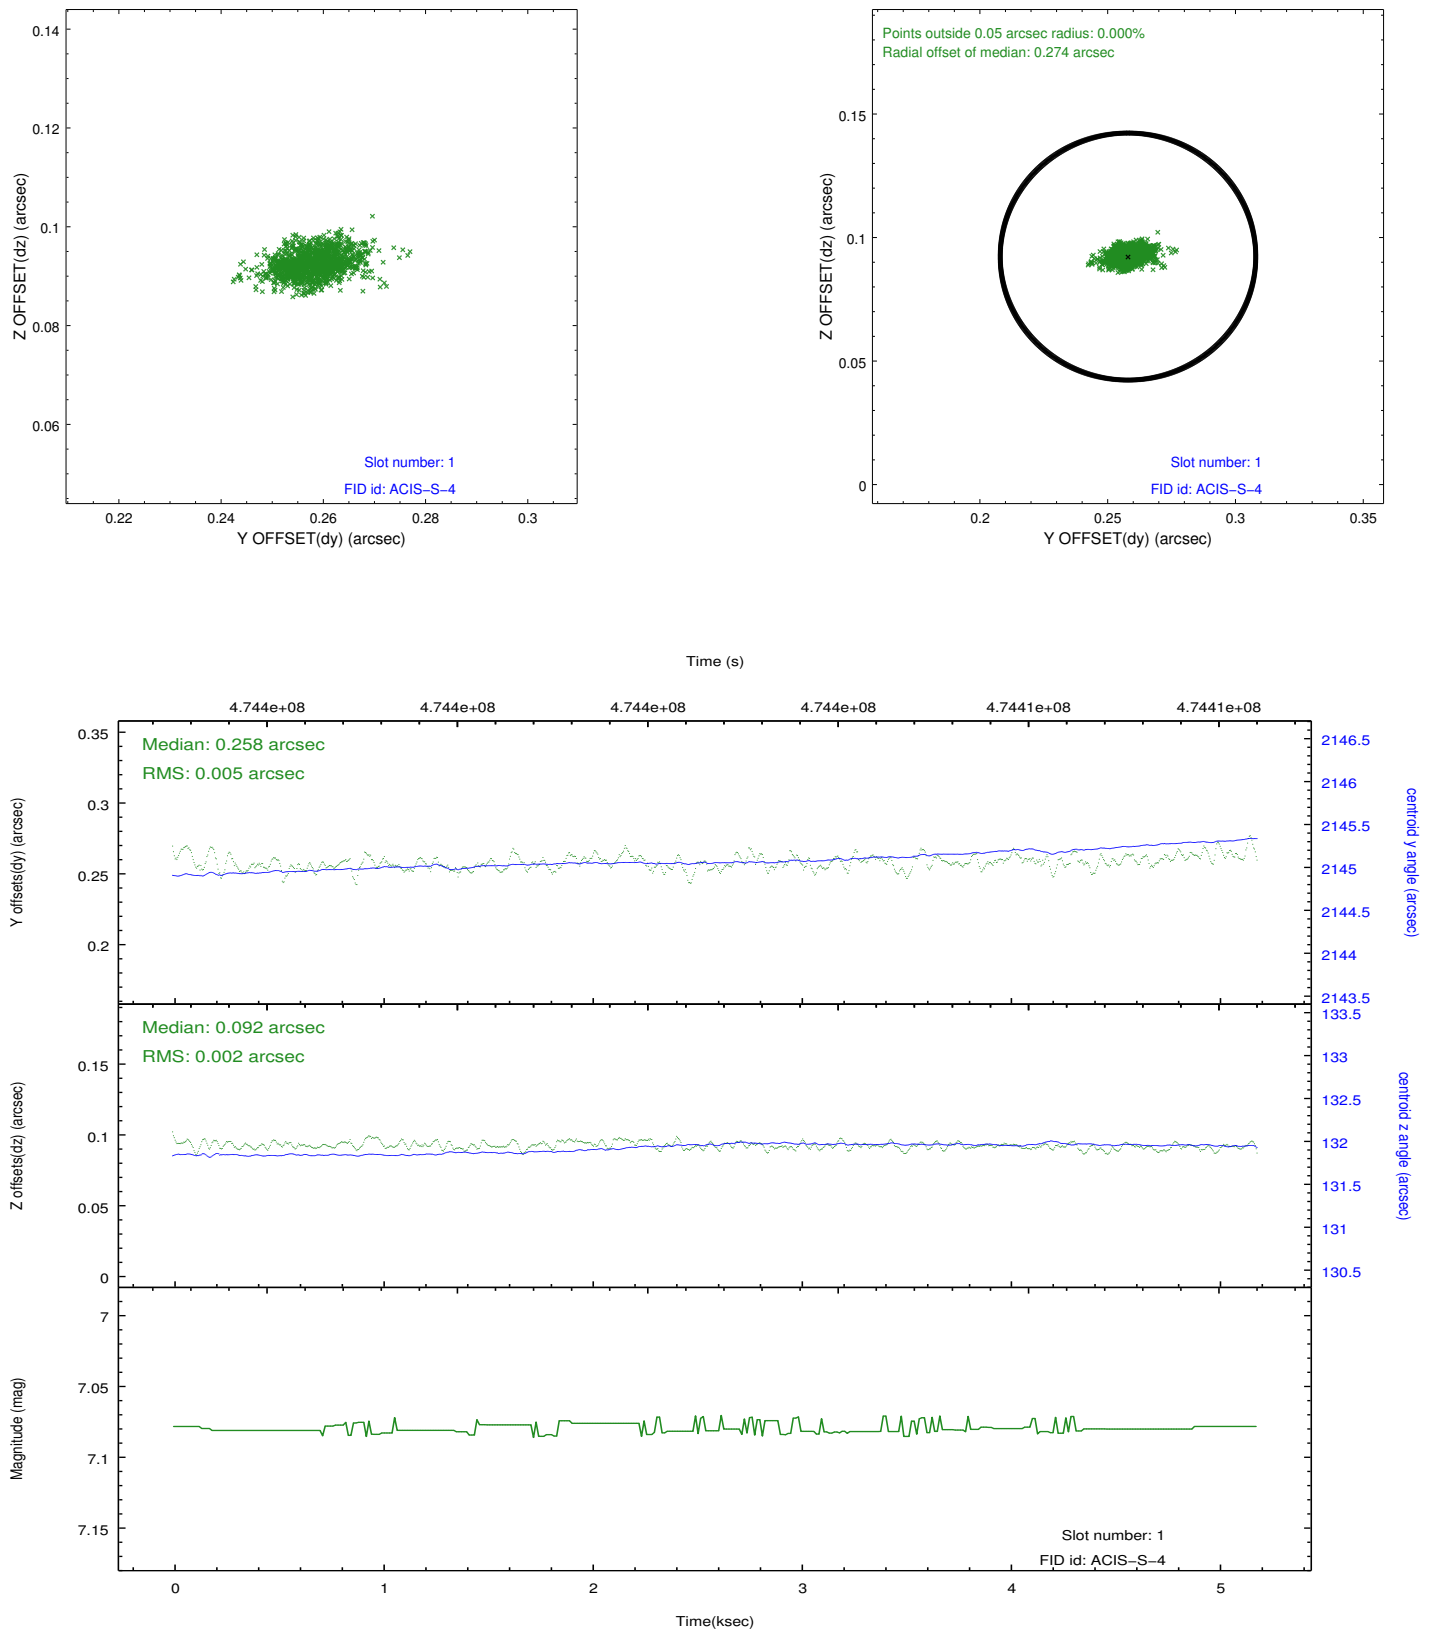 0.14
0.12
0.1
0.08
0.06
Z OFFSET(dz) (arcsec)
Slot number: 1
FID id: ACIS−S−4
0.22 0.24 0.26 0.28 0.3
Y OFFSET(dy) (arcsec)
Points outside 0.05 arcsec radius: 0.000%
Radial offset of median: 0.274 arcsec
0.15
0.1
0.05
0
Z OFFSET(dz) (arcsec)
Slot number: 1
FID id: ACIS−S−4
0.2 0.25 0.3 0.35
Y OFFSET(dy) (arcsec)
Time (s)
4.744e+08 4.744e+08 4.744e+08 4.744e+08 4.7441e+08 4.7441e+08
Median: 0.258 arcsec
RMS: 0.005 arcsec
0.35
0.3
0.25
0.2
Y offsets(dy) (arcsec)
2146.5
2146
2145.5
2145
2144.5
2144
2143.5
centroid y angle (arcsec)
Median: 0.092 arcsec
RMS: 0.002 arcsec
0.15
0.1
0.05
0
Z offsets(dz) (arcsec)
133.5
133
132.5
132
131.5
131
130.5
centroid z angle (arcsec)
7
7.05
7.1
7.15
Magnitude (mag)
Slot number: 1
FID id: ACIS−S−4
0 1 2 3 4 5
Time(ksec)